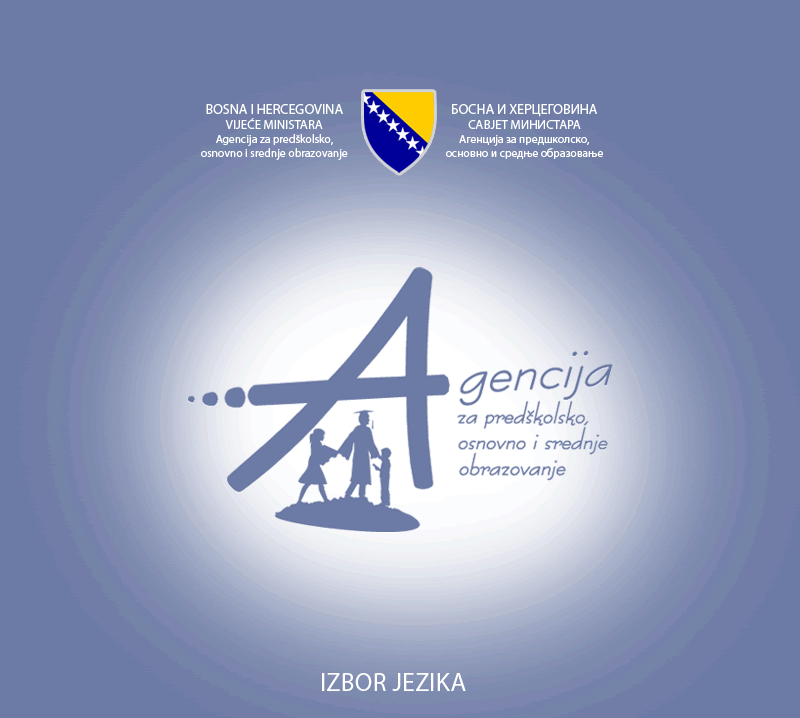 BOSNA I HERCEGOVINA
VIJEĆE MINISTARA
Agencija za predškolsko,
osnovno i srednje obrazovanje
БОСНА И ХЕРЦЕГОВИНА
САВЈЕТ МИНИСТАРА
Агенција за предшколско,
основно и средње образовање
Agencija
za predškolsko,
osnovno i srednje
obrazovanje
IZBOR JEZIKA